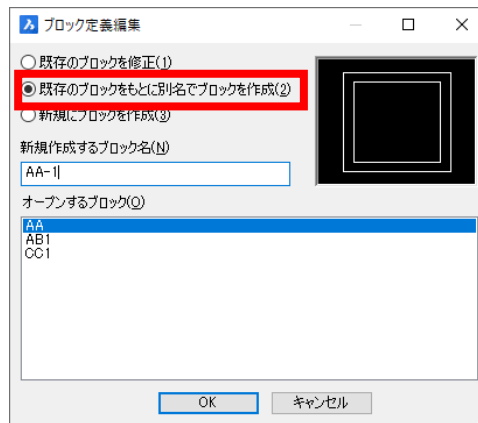 ブロック定義編集
既存のブロックを修正(1)
既存のブロックをもとに別名でブロックを作成(2)
新規にブロックを作成(3)
新規作成するブロック名(N)
AA-1
オープンするブロック(O)
AA
AB1
CC1
OK キャンセル